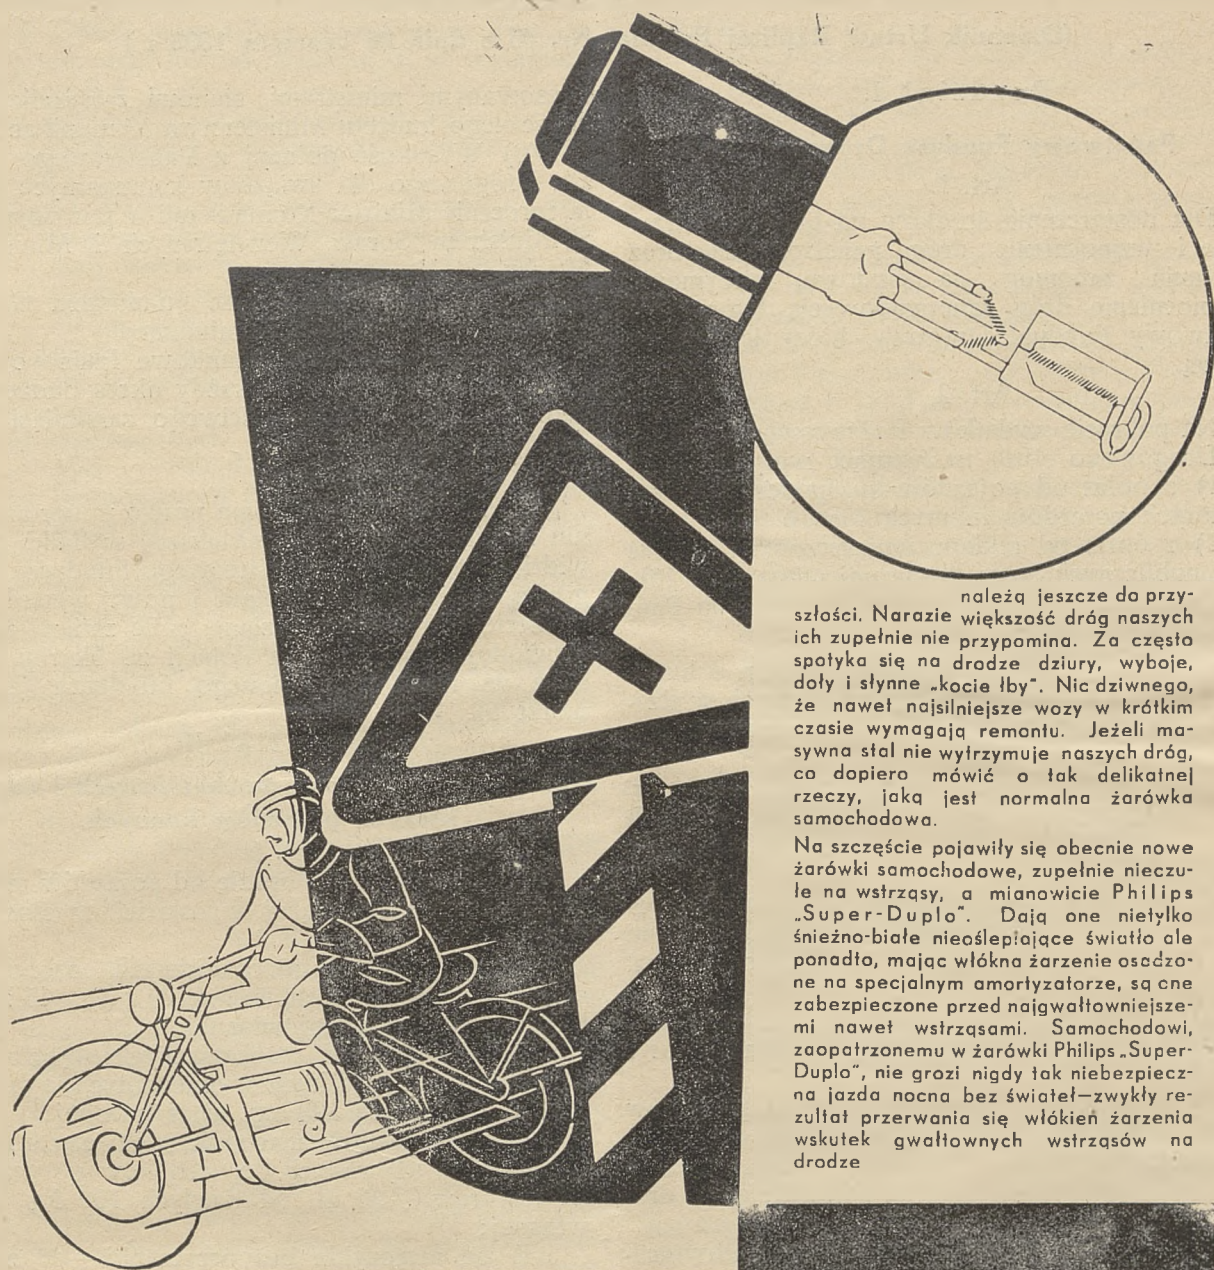 należą jeszcze do przy-
szłości. Narazie większość dróg naszych
ich zupełnie nie przypomina. Za często
spotyka się na drodze dziury, wyboje,
doły i słynne „kocie łby". Nic dziwnego,
że nawet najsilniejsze wozy w krótkim
czasie wymagają remontu. Jeżeli ma-
sywna stal nie wytrzymuje naszych dróg,
co dopiero mówić o tak delikatnej
rzeczy, jaką jest normalna żarówka
samochodowa.
Na szczęście pojawiły się obecnie nowe
żarówki samochodowe, zupełnie nieczu-
łe na wstrząsy, a mianowicie Philips
„Super-Duplo". Dają one nietylko
śnieżno-białe nieoślepiające światło ale
ponadto, mając włókna żarzenie osadzo-
ne na specjalnym amortyzatorze, są one
zabezpieczone przed najgwałtowniejsze-
mi nawet wstrząsami. Samochodowi,
zaopatrzonemu w żarówki Philips „Super-
Duplo", nie grozi nigdy tak niebezpiecz-
na jazda nocna bez świateł—zwykły re-
zultat przerwania się włókien żarzenia
wskutek gwałtownych wstrząsów na
drodze